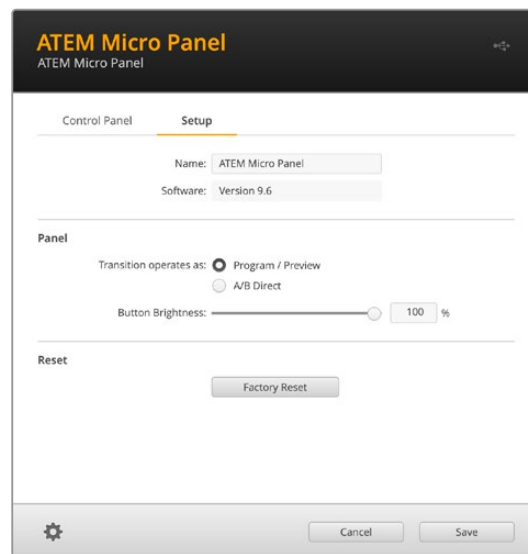 ATEM Micro Panel
ATEM Micro Panel
Control Panel Setup
Name: ATEM Micro Panel
Software: Version 9.6
Panel
Transition operates as: Program / Preview
A/B Direct
Button Brightness: 100 %
Reset
Factory Reset
Cancel Save